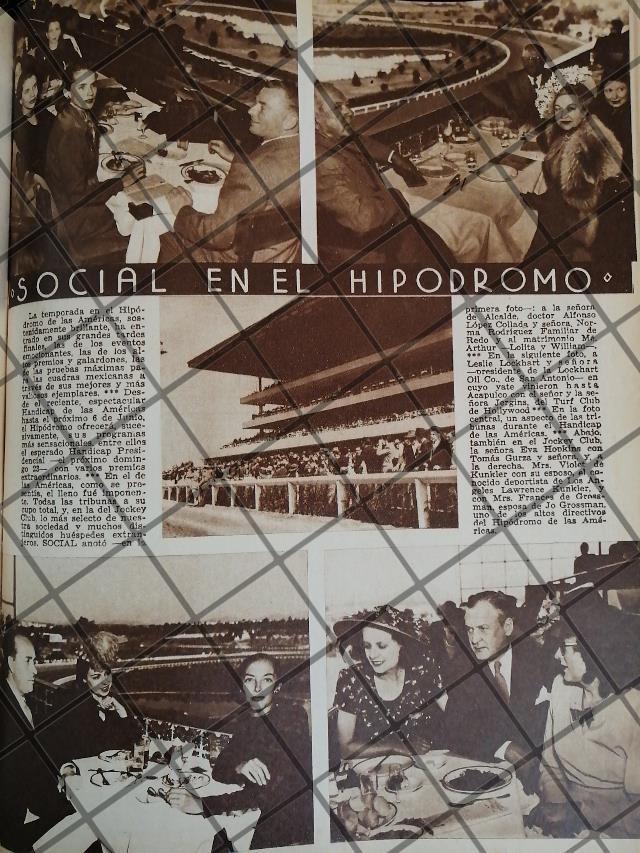 SOCIAL EN EL HIPODROMO
La temporada en el Hipó-
dromo de las Américas, sos-
tenidamente brillante, ha en-
trado en sus grandes tardes
finales, las de los eventos
emocionantes, las de los al-
tos premios y galardones, las
de las pruebas máximas pa-
ra las cuadras mexicanas a
través de sus mejores y más
valiosos ejemplares. *** Des-
de el reciente, espectacular
Handicap de las Américas
hasta el próximo 6 de Junio,
el Hipódromo ofrecerá, suce-
sivamente, sus programas
más sensacionales, entre ellos
el esperado Handicap Presi-
dencial —el próximo domin-
go 23— con varios premios
extraordinarios. *** En el de
las Américas, como se pre-
sentía, el lleno fué imponen-
te. Todas las tribunas a su
cupo total, y, en la del Jockey
Club, lo más selecto de nues-
tra sociedad y muchos dis-
tinguidos huéspedes extran-
jeros. SOCIAL anotó —en la
primera foto—: a la señora
de Alcalde, doctor Alfonso
López Collada y señora, Nor-
ma Rodríguez Familiar de
Redo y al matrimonio Mc.
Arthur —Lolita y William—.
*** En la siguiente foto, a
Leslie Lockhart y señora
—presidente de la Lockhart
Oil Co., de San Antonio— en
cuyo yate vinieron hasta
Acapulco con el señor y la se-
ñora Jergins, del Turf Club
de Hollywood *** En la foto
central, un aspecto de las tri-
bunas durante el Handicap
de las Américas. *** Abajo,
también en el Jockey Club,
la señora Eva Hopkins con
Tomás Gurza y señora, y, a
la derecha, Mrs. Violet de
Kunkler con su esposo, el co-
nocido deportista de Los An-
geles Lawrence Kunkler, y
con Mrs. Frances de Gross-
man, esposa de Jo Grossman,
uno de los altos directivos
del Hipódromo de las Amé-
ricas.